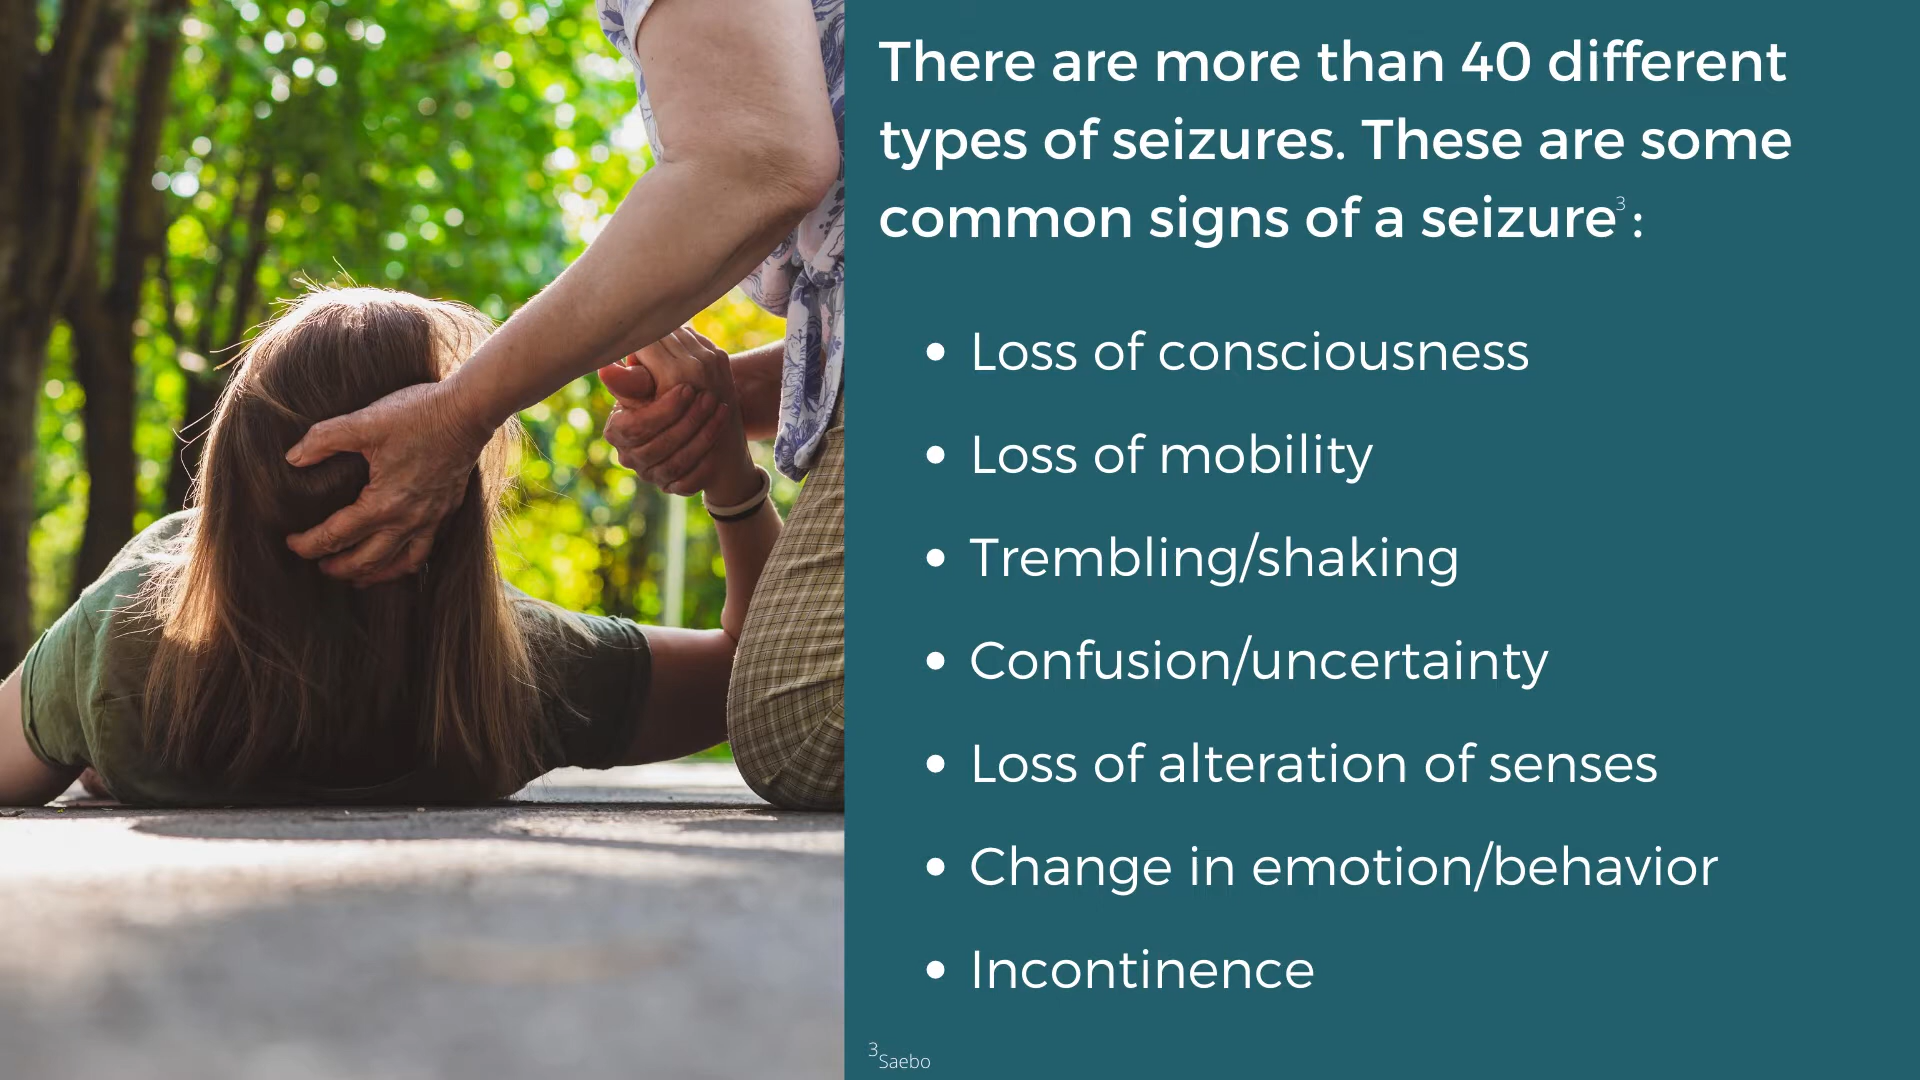 There are more than 40 different
types of seizures. These are some
common signs of a seizure³:
• Loss of consciousness
• Loss of mobility
• Trembling/shaking
• Confusion/uncertainty
• Loss of alteration of senses
• Change in emotion/behavior
• Incontinence
³Saebo